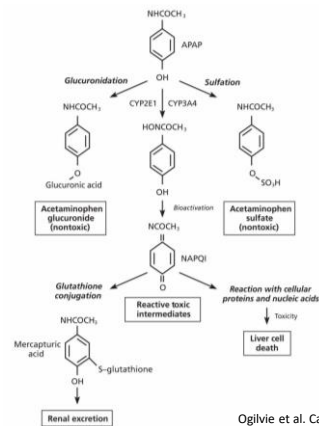 NHCOCH₃
APAP
OH
Glucuronidation
Sulfation
CYP2E1
CYP3A4
NHCOCH₃
HONCOCH₃
NHCOCH₃
O
Glucuronic acid
OH
O
SO₃H
Bioactivation
Acetaminophen
glucuronide
(nontoxic)
Acetaminophen
sulfate
(nontoxic)
NCOCH₃
NAPQI
O
Glutathione
conjugation
Reactive toxic
intermediates
Reaction with cellular
proteins and nucleic acids
Toxicity
Liver cell
death
NHCOCH₃
Mercapturic
acid
S-glutathione
OH
Renal excretion
Ogilvie et al. Ca